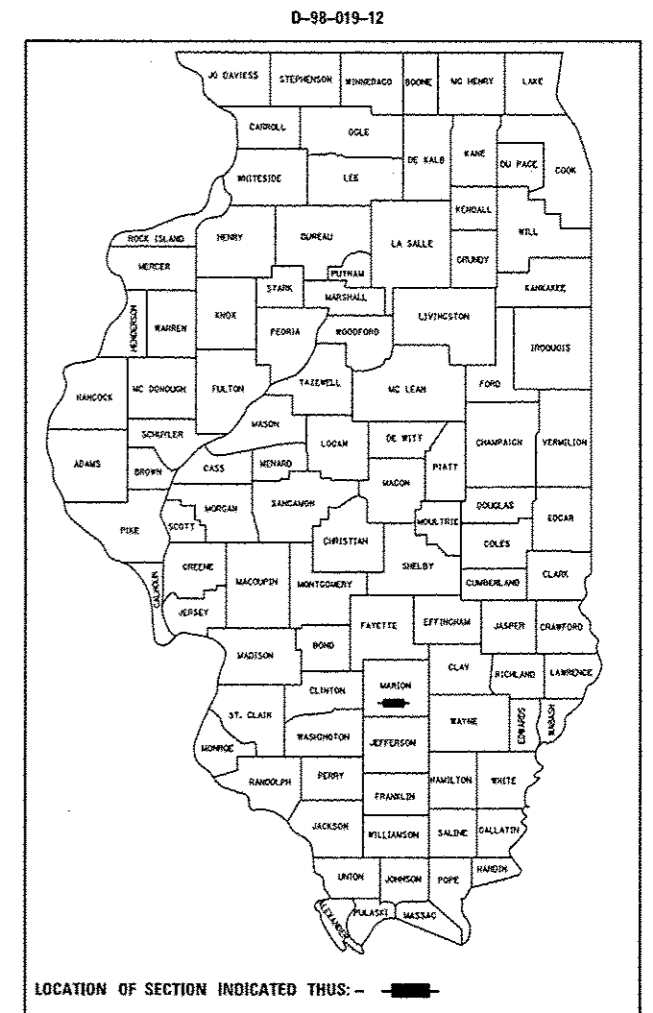 D-98-019-12
JO DAVIESS STEPHENSON WINNEBAGO BOONE MC HENRY LAKE
CARROLL OGLE DE KALB KANE DU PAGE COOK
WHITESIDE LEE KENDALL WILL
ROCK ISLAND HENRY BUREAU LA SALLE GRUNDY
MERCER PUTNAM KANKAKEE
STARK MARSHALL
HENDERSON WARREN KNOX PEORIA WOODFORD LIVINGSTON IROQUOIS
HANCOCK MC DONOUGH FULTON TAZEWELL MC LEAN FORD
SCHUYLER MASON LOGAN DE WITT CHAMPAIGN VERMILION
ADAMS BROWN CASS MENARD MACON PIATT
PIKE SCOTT MORGAN SANGAMON MOULTRIE DOUGLAS EDGAR
CHRISTIAN COLES
CALHOUN GREENE MACOUPIN MONTGOMERY SHELBY CUMBERLAND CLARK
JERSEY FAYETTE EFFINGHAM JASPER CRAWFORD
MADISON BOND
CLINTON MARION CLAY RICHLAND LAWRENCE
ST. CLAIR WASHINGTON JEFFERSON WAYNE EDWARDS WABASH
MONROE
RANDOLPH PERRY FRANKLIN HAMILTON WHITE
JACKSON WILLIAMSON SALINE GALLATIN
UNION JOHNSON POPE HARDIN
ALEXANDER PULASKI MASSAC
LOCATION OF SECTION INDICATED THUS: -